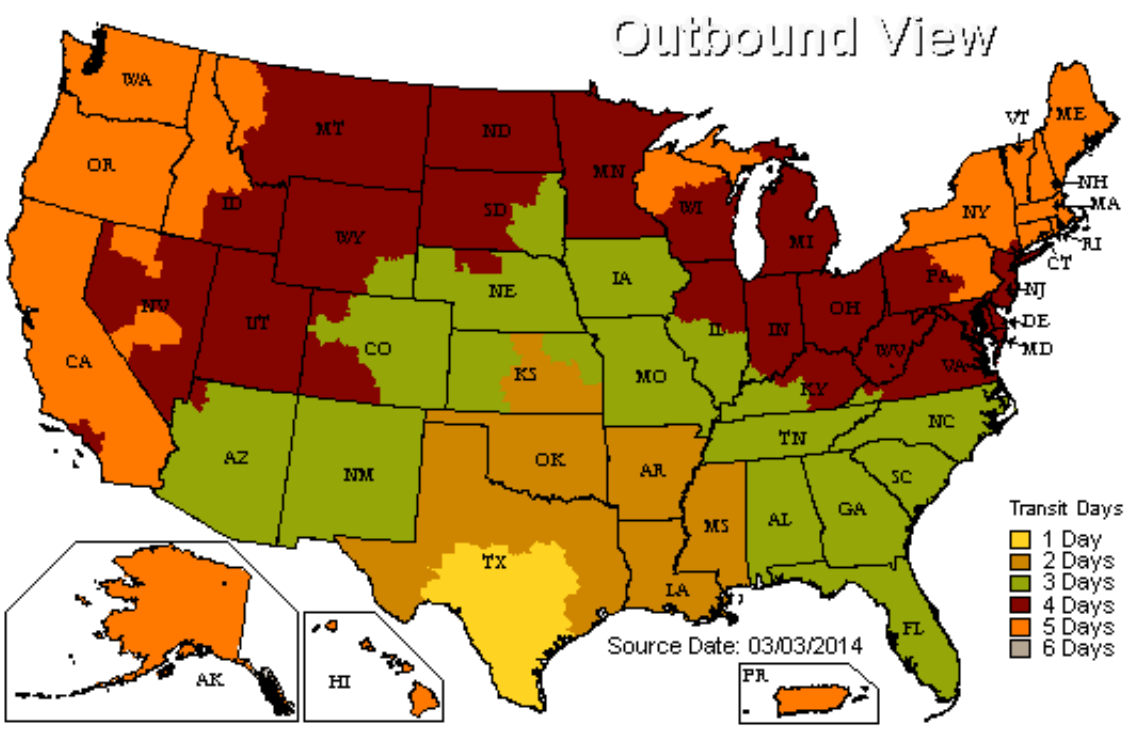 Outbound View
WA
OR
CA
ID
NV
MT
WY
UT
AZ
CO
NM
ND
SD
NE
KS
OK
TX
MN
IA
MO
AR
LA
WI
IL
MI
IN
OH
KY
TN
MS
AL
GA
FL
SC
NC
VA
WV
PA
NY
VT
ME
NH
MA
RI
CT
NJ
DE
MD
AK
HI
PR
Source Date: 03/03/2014
Transit Days
1 Day
2 Days
3 Days
4 Days
5 Days
6 Days